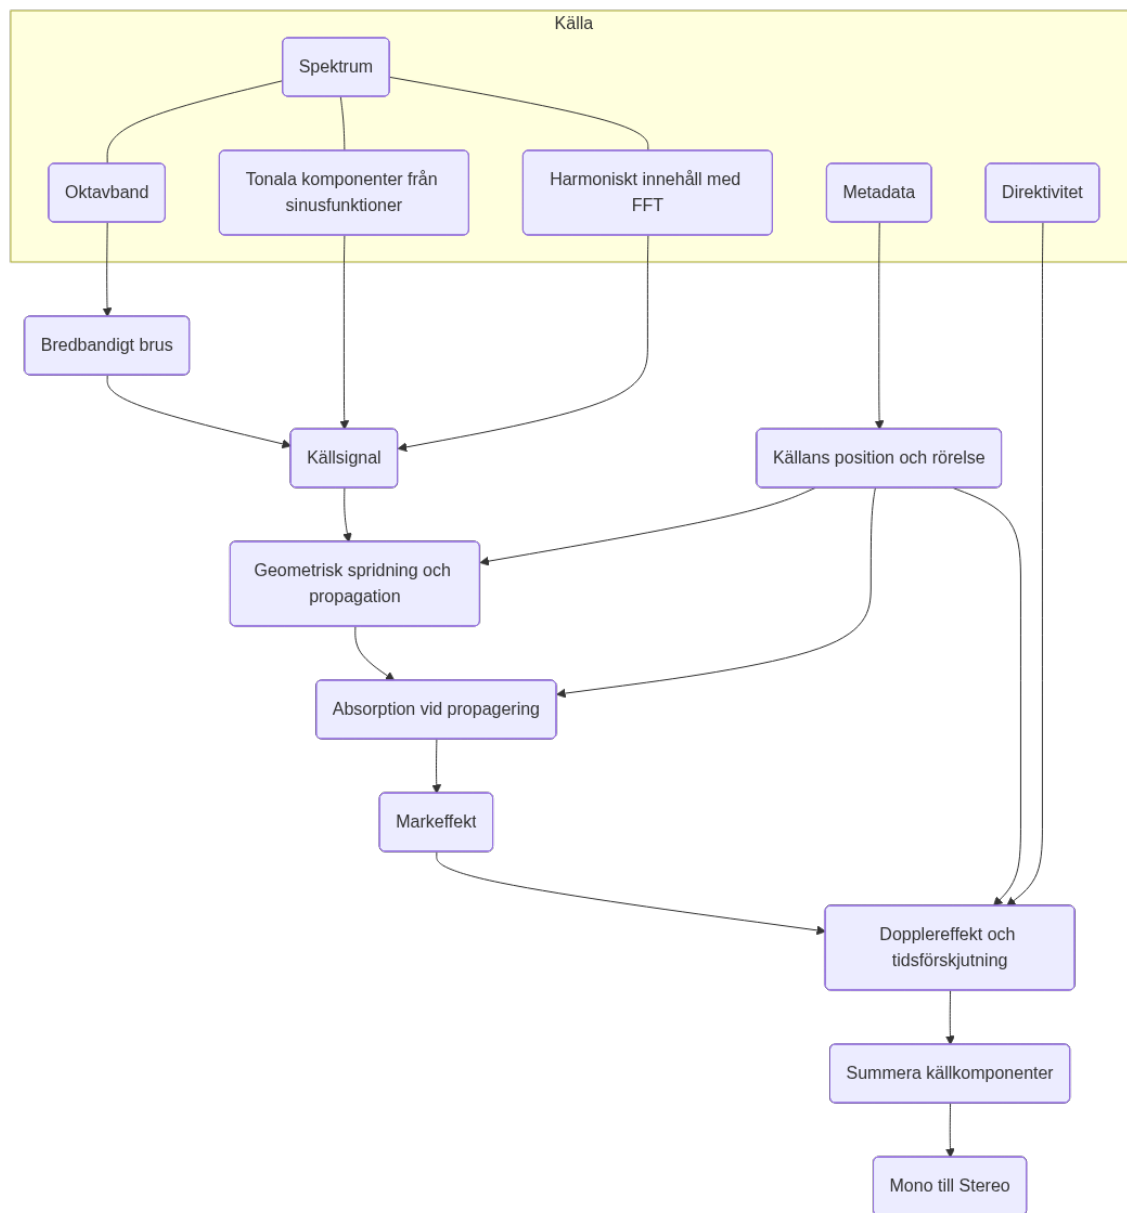 Källa
Spektrum
Oktavband
Tonala komponenter från
sinusfunktioner
Harmoniskt innehåll med
FFT
Metadata
Direktivitet
Bredbandigt brus
Källsignal
Källans position och rörelse
Geometrisk spridning och
propagation
Absorption vid propagering
Markeffekt
Dopplereffekt och
tidsförskjutning
Summera källkomponenter
Mono till Stereo